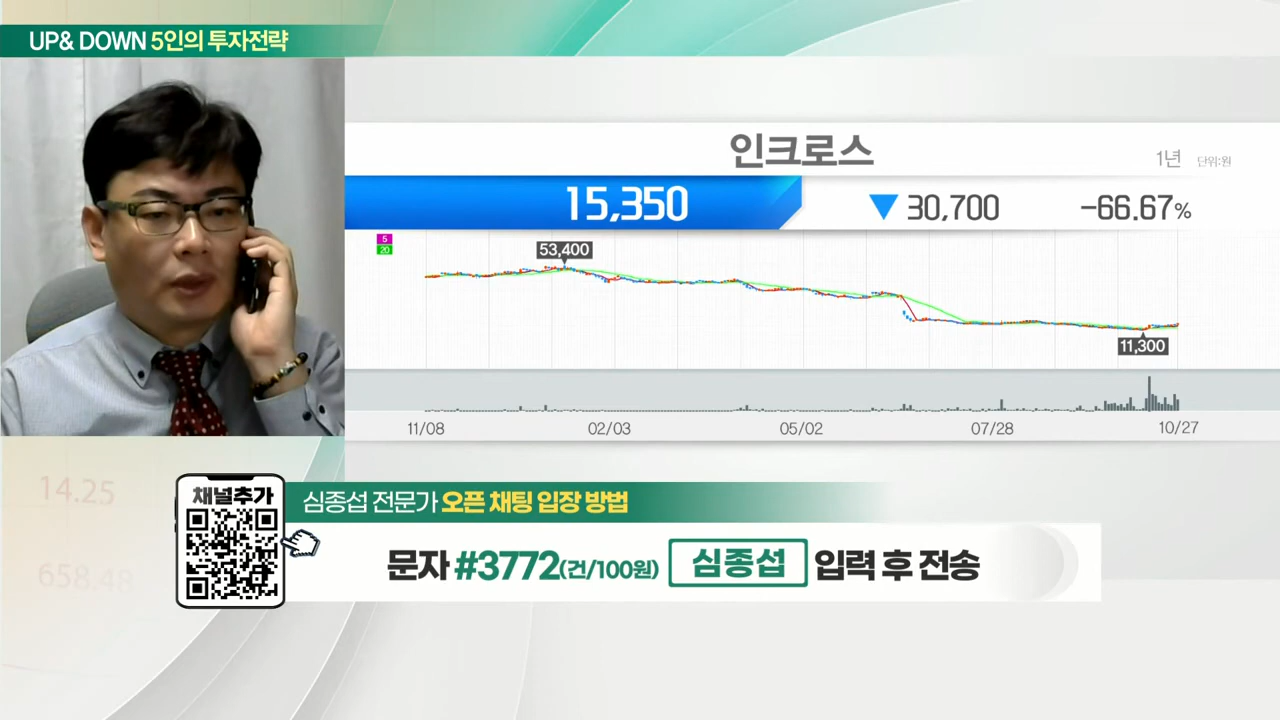 UP& DOWN 5인의 투자전략
인크로스
1년 단위:원
15,350 ▼ 30,700 -66.67%
5
20
53,400
11,300
11/08 02/03 05/02 07/28 10/27
14.25
658.48
채널추가
심종섭 전문가 오픈 채팅 입장 방법
문자 #3772(건/100원) 심종섭 입력 후 전송